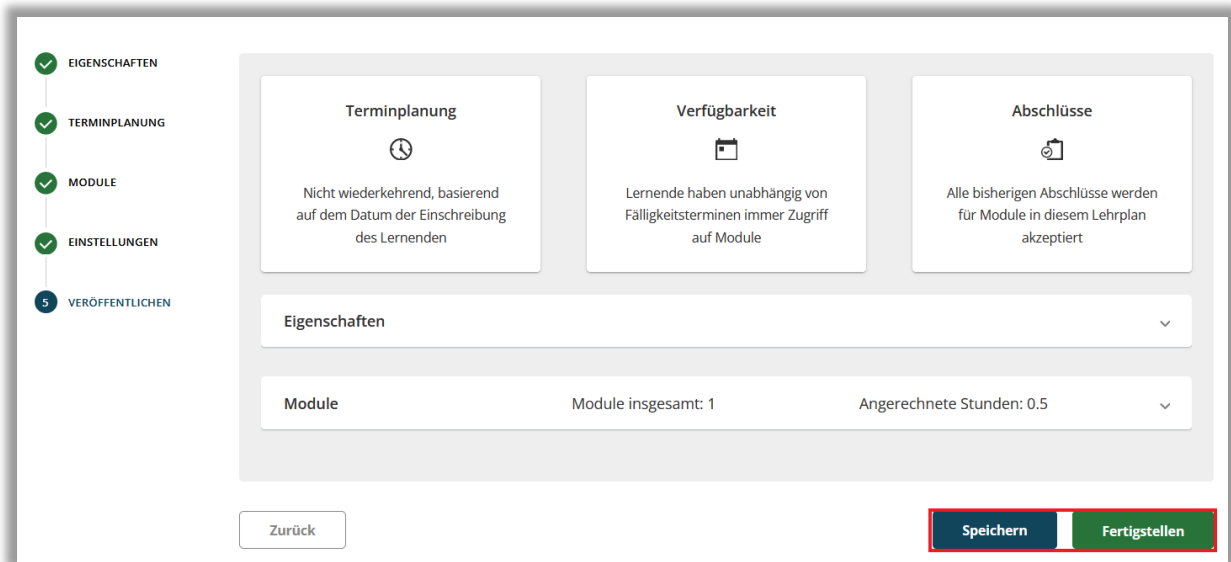 EIGENSCHAFTEN
TERMINPLANUNG
MODULE
EINSTELLUNGEN
5 VERÖFFENTLICHEN
Terminplanung
Nicht wiederkehrend, basierend
auf dem Datum der Einschreibung
des Lernenden
Verfügbarkeit
Lernende haben unabhängig von
Fälligkeitsterminen immer Zugriff
auf Module
Abschlüsse
Alle bisherigen Abschlüsse werden
für Module in diesem Lehrplan
akzeptiert
Eigenschaften
Module Module insgesamt: 1 Angerechnete Stunden: 0.5
Zurück Speichern Fertigstellen